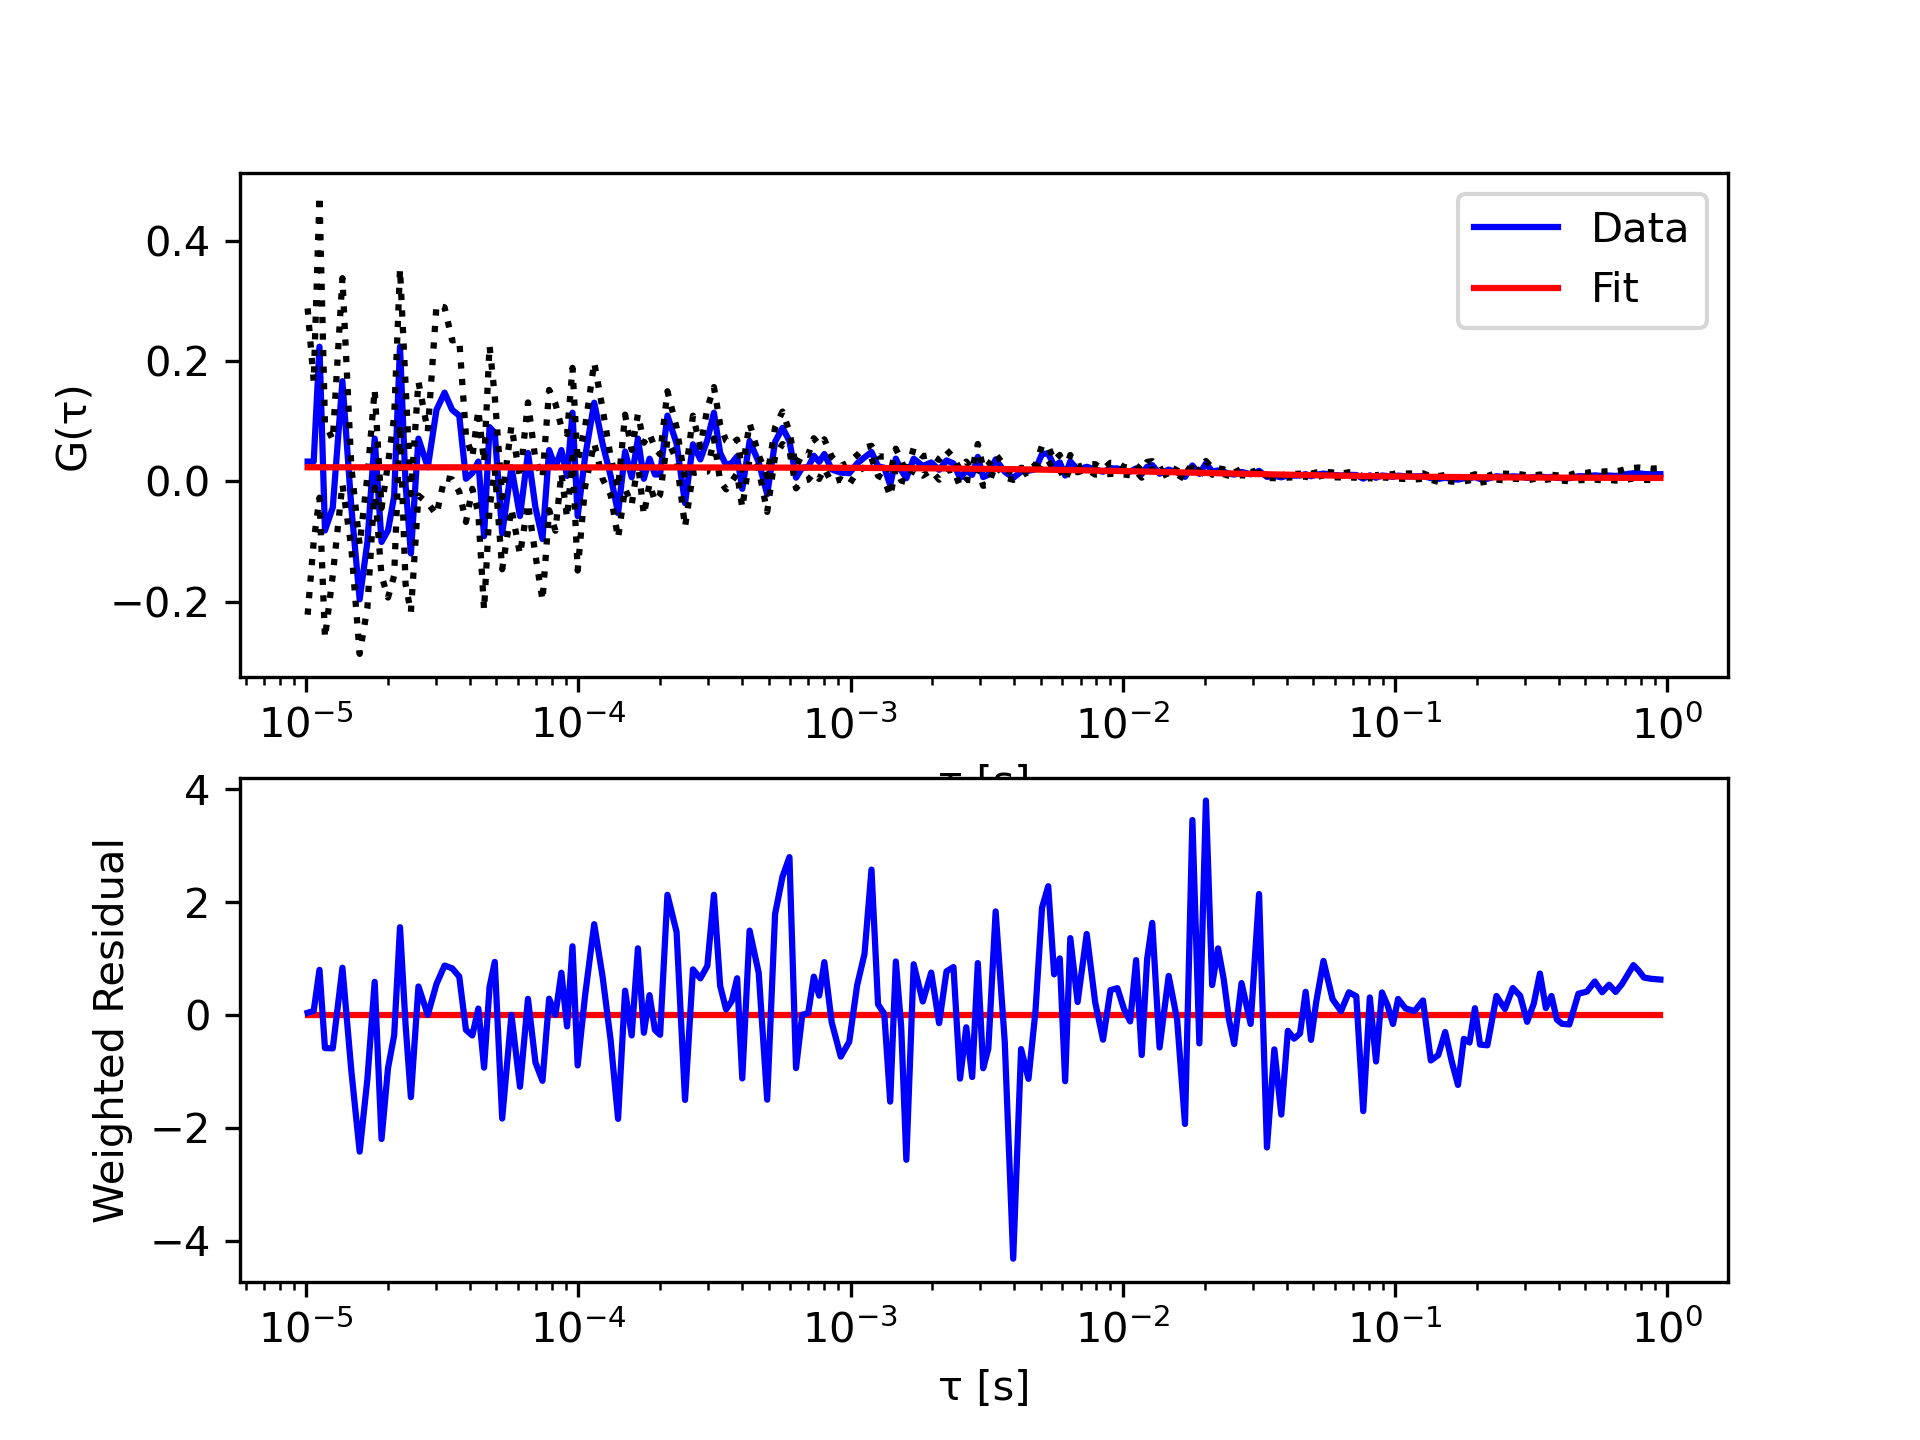 0.4
0.2
0.0
−0.2
G(τ)
Data
Fit
10⁻⁵ 10⁻⁴ 10⁻³ 10⁻² 10⁻¹ 10⁰
τ [s]
4
2
0
−2
−4
Weighted Residual
10⁻⁵ 10⁻⁴ 10⁻³ 10⁻² 10⁻¹ 10⁰
τ [s]